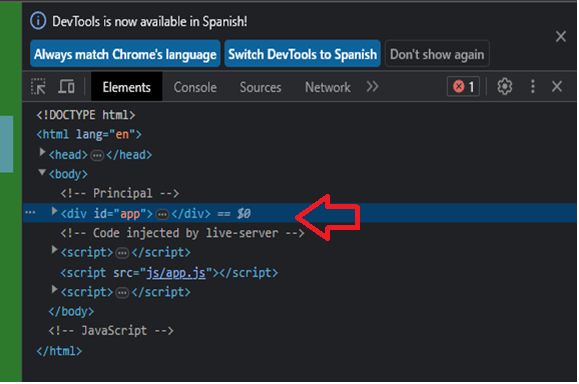 DevTools is now available in Spanish!
Always match Chrome's language Switch DevTools to Spanish Don't show again
Elements Console Sources Network >> 1
<!DOCTYPE html>
<html lang="en">
<head> … </head>
<body>
<!-- Principal -->
… <div id="app"> … </div> == $0
<!-- Code injected by live-server -->
<script> … </script>
<script src="js/app.js"></script>
<script> … </script>
</body>
<!-- JavaScript -->
</html>